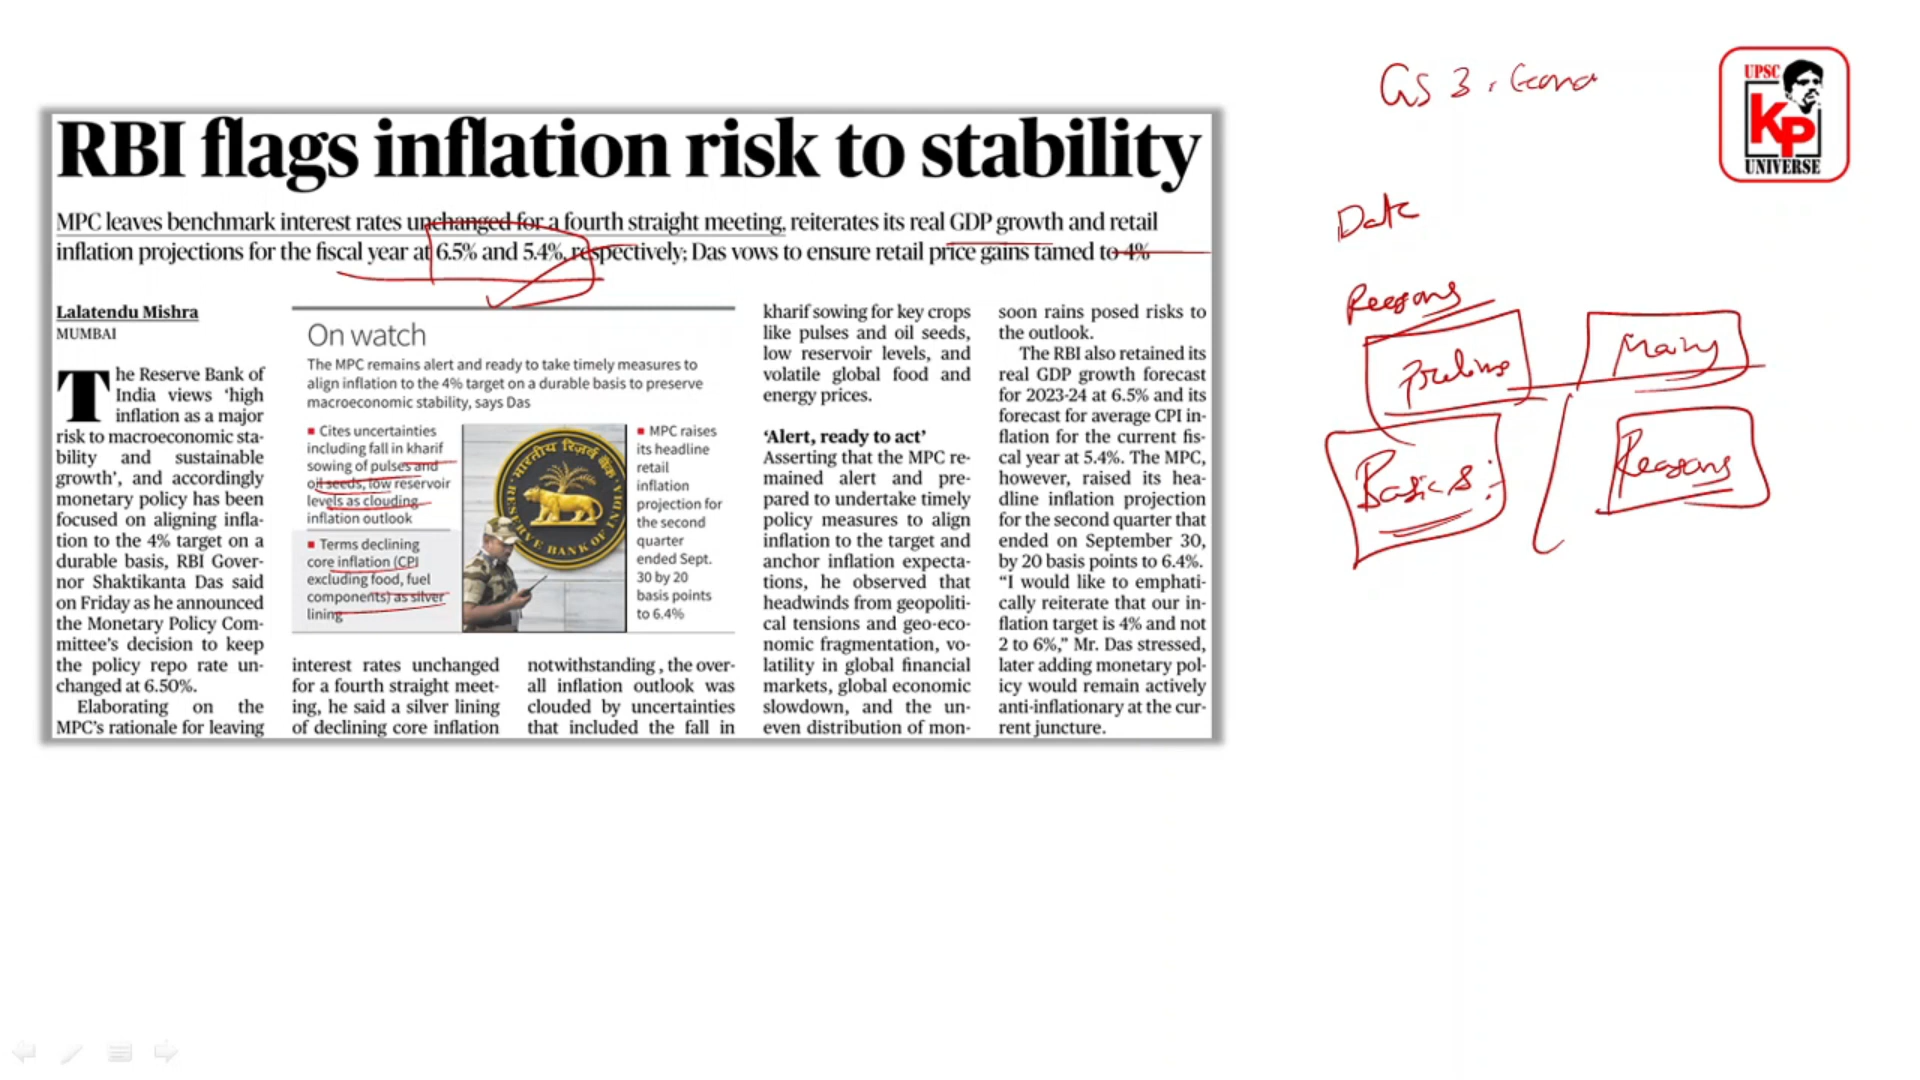 RBI flags inflation risk to stability
MPC leaves benchmark interest rates unchanged for a fourth straight meeting, reiterates its real GDP growth and retail
inflation projections for the fiscal year at 6.5% and 5.4%, respectively; Das vows to ensure retail price gains tamed to 4%
Lalatendu Mishra
MUMBAI
The Reserve Bank of
India views ‘high
inflation as a major
risk to macroeconomic sta-
bility and sustainable
growth’, and accordingly
monetary policy has been
focused on aligning infla-
tion to the 4% target on a
durable basis, RBI Gover-
nor Shaktikanta Das said
on Friday as he announced
the Monetary Policy Com-
mittee’s decision to keep
the policy repo rate un-
changed at 6.50%.
Elaborating on the
MPC’s rationale for leaving
On watch
The MPC remains alert and ready to take timely measures to
align inflation to the 4% target on a durable basis to preserve
macroeconomic stability, says Das
■ Cites uncertainties
including fall in kharif
sowing of pulses and
oil seeds, low reservoir
levels as clouding
inflation outlook
■ Terms declining
core inflation (CPI
excluding food, fuel
components) as silver
lining
भारतीय रिज़र्व बैंक
RESERVE BANK OF INDIA
■ MPC raises
its headline
retail
inflation
projection for
the second
quarter
ended Sept.
30 by 20
basis points
to 6.4%
interest rates unchanged
for a fourth straight meet-
ing, he said a silver lining
of declining core inflation
notwithstanding , the over-
all inflation outlook was
clouded by uncertainties
that included the fall in
kharif sowing for key crops
like pulses and oil seeds,
low reservoir levels, and
volatile global food and
energy prices.
‘Alert, ready to act’
Asserting that the MPC re-
mained alert and pre-
pared to undertake timely
policy measures to align
inflation to the target and
anchor inflation expecta-
tions, he observed that
headwinds from geopoliti-
cal tensions and geo-eco-
nomic fragmentation, vo-
latility in global financial
markets, global economic
slowdown, and the un-
even distribution of mon-
soon rains posed risks to
the outlook.
The RBI also retained its
real GDP growth forecast
for 2023-24 at 6.5% and its
forecast for average CPI in-
flation for the current fis-
cal year at 5.4%. The MPC,
however, raised its hea-
dline inflation projection
for the second quarter that
ended on September 30,
by 20 basis points to 6.4%.
“I would like to emphati-
cally reiterate that our in-
flation target is 4% and not
2 to 6%,” Mr. Das stressed,
later adding monetary pol-
icy would remain actively
anti-inflationary at the cur-
rent juncture.
GS 3
UPSC
KP
UNIVERSE
Reasons
Prelims
Mains
Basics:
Reasons